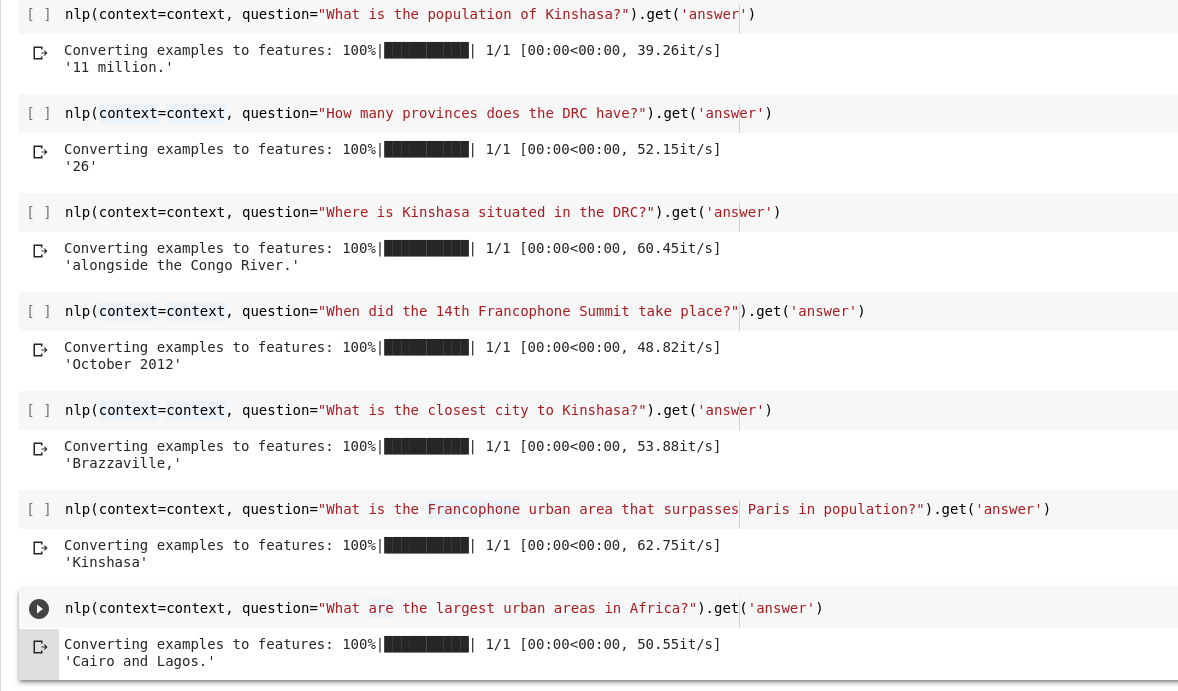 [ ] nlp(context=context, question="What is the population of Kinshasa?").get('answer')
Converting examples to features: 100%|██████████| 1/1 [00:00<00:00, 39.26it/s]
'11 million.'
[ ] nlp(context=context, question="How many provinces does the DRC have?").get('answer')
Converting examples to features: 100%|██████████| 1/1 [00:00<00:00, 52.15it/s]
'26'
[ ] nlp(context=context, question="Where is Kinshasa situated in the DRC?").get('answer')
Converting examples to features: 100%|██████████| 1/1 [00:00<00:00, 60.45it/s]
'alongside the Congo River.'
[ ] nlp(context=context, question="When did the 14th Francophone Summit take place?").get('answer')
Converting examples to features: 100%|██████████| 1/1 [00:00<00:00, 48.82it/s]
'October 2012'
[ ] nlp(context=context, question="What is the closest city to Kinshasa?").get('answer')
Converting examples to features: 100%|██████████| 1/1 [00:00<00:00, 53.88it/s]
'Brazzaville,'
[ ] nlp(context=context, question="What is the Francophone urban area that surpasses Paris in population?").get('answer')
Converting examples to features: 100%|██████████| 1/1 [00:00<00:00, 62.75it/s]
'Kinshasa'
nlp(context=context, question="What are the largest urban areas in Africa?").get('answer')
Converting examples to features: 100%|██████████| 1/1 [00:00<00:00, 50.55it/s]
'Cairo and Lagos.'